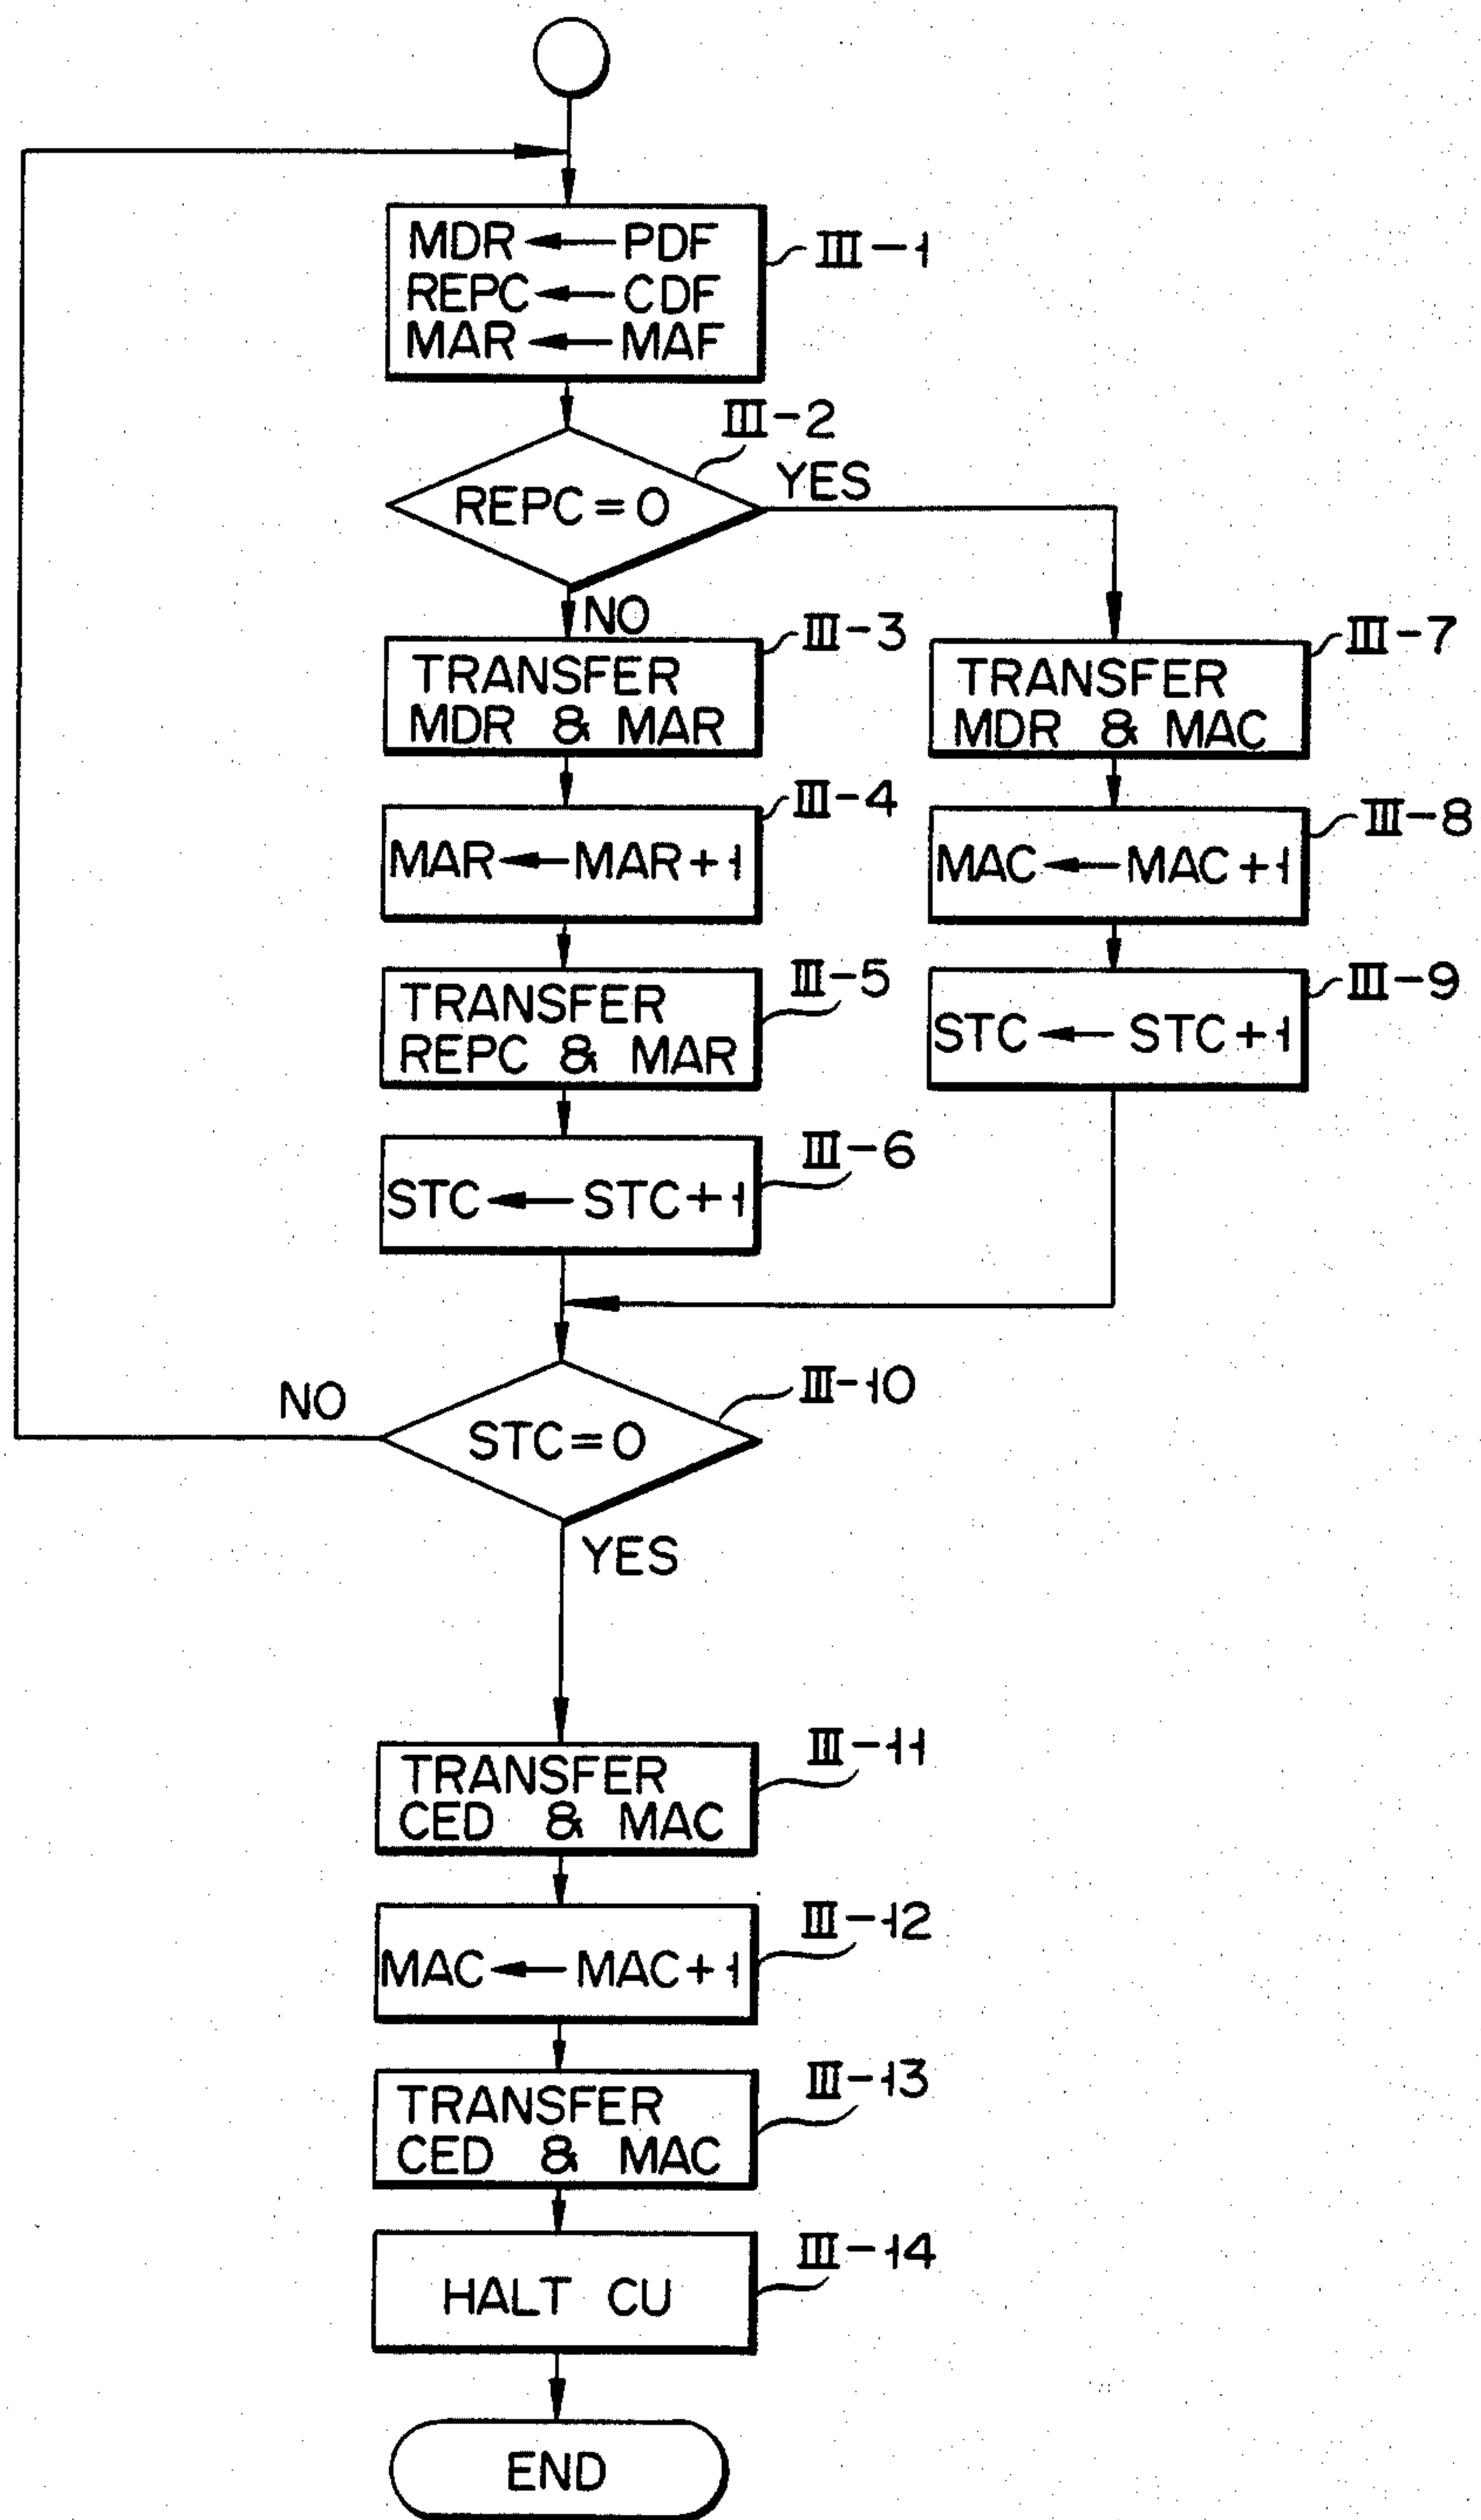 MDR ← PDF
REPC ← CDF
MAR ← MAF
III-1
III-2
REPC = 0
YES
NO
TRANSFER
MDR & MAR
III-3
TRANSFER
MDR & MAC
III-7
MAR ← MAR+1
III-4
MAC ← MAC+1
III-8
TRANSFER
REPC & MAR
III-5
STC ← STC+1
III-9
STC ← STC+1
III-6
NO
STC=0
III-10
YES
TRANSFER
CED & MAC
III-11
MAC ← MAC+1
III-12
TRANSFER
CED & MAC
III-13
HALT CU
III-14
END